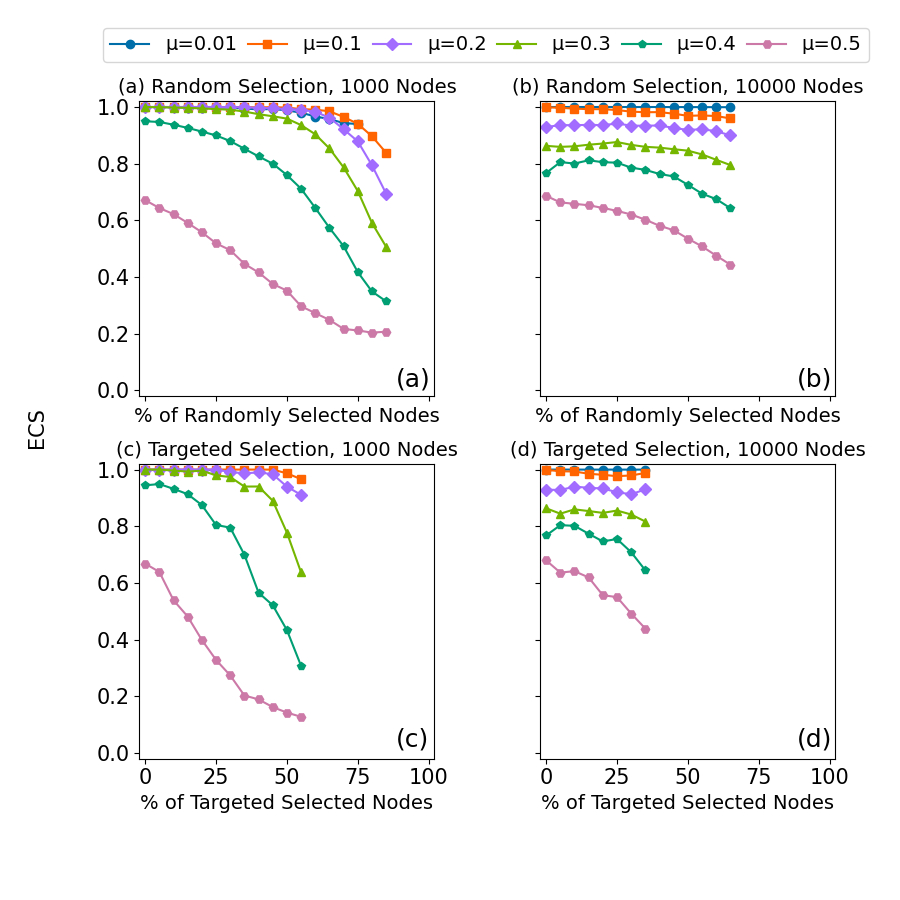 μ=0.01 μ=0.1 μ=0.2 μ=0.3 μ=0.4 μ=0.5
(a) Random Selection, 1000 Nodes
1.0
0.8
0.6
0.4
0.2
0.0
(a)
% of Randomly Selected Nodes
(b) Random Selection, 10000 Nodes
(b)
% of Randomly Selected Nodes
ECS
(c) Targeted Selection, 1000 Nodes
1.0
0.8
0.6
0.4
0.2
0.0
(c)
0 25 50 75 100
% of Targeted Selected Nodes
(d) Targeted Selection, 10000 Nodes
(d)
0 25 50 75 100
% of Targeted Selected Nodes